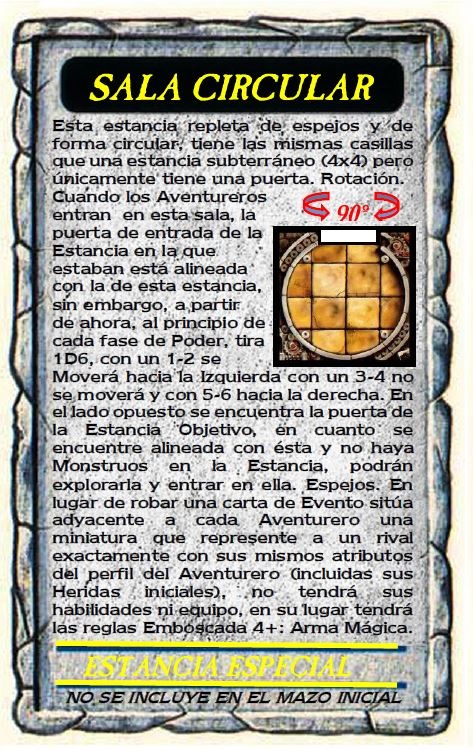 SALA CIRCULAR
Esta estancia repleta de espejos y de
forma circular, tiene las mismas casillas
que una estancia subterráneo (4x4) pero
únicamente tiene una puerta. Rotación.
Cuando los Aventureros
entran en esta sala, la
puerta de entrada de la
Estancia en la que
estaban está alineada
con la de esta estancia,
sin embargo, a partir
de ahora, al principio de
cada fase de Poder, tira
1D6, con un 1-2 se
90º
Moverá hacia la Izquierda con un 3-4 no
se moverá y con 5-6 hacia la derecha. En
el lado opuesto se encuentra la puerta de
la Estancia Objetivo, en cuanto se
encuentre alineada con ésta y no haya
Monstruos en la Estancia, podrán
explorarla y entrar en ella. Espejos. En
lugar de robar una carta de Evento sitúa
adyacente a cada Aventurero una
miniatura que represente a un rival
exactamente con sus mismos atributos
del perfil del Aventurero (incluidas sus
Heridas iniciales), no tendrá sus
habilidades ni equipo, en su lugar tendrá
las reglas Emboscada 4+: Arma Mágica.
ESTANCIA ESPECIAL
NO SE INCLUYE EN EL MAZO INICIAL